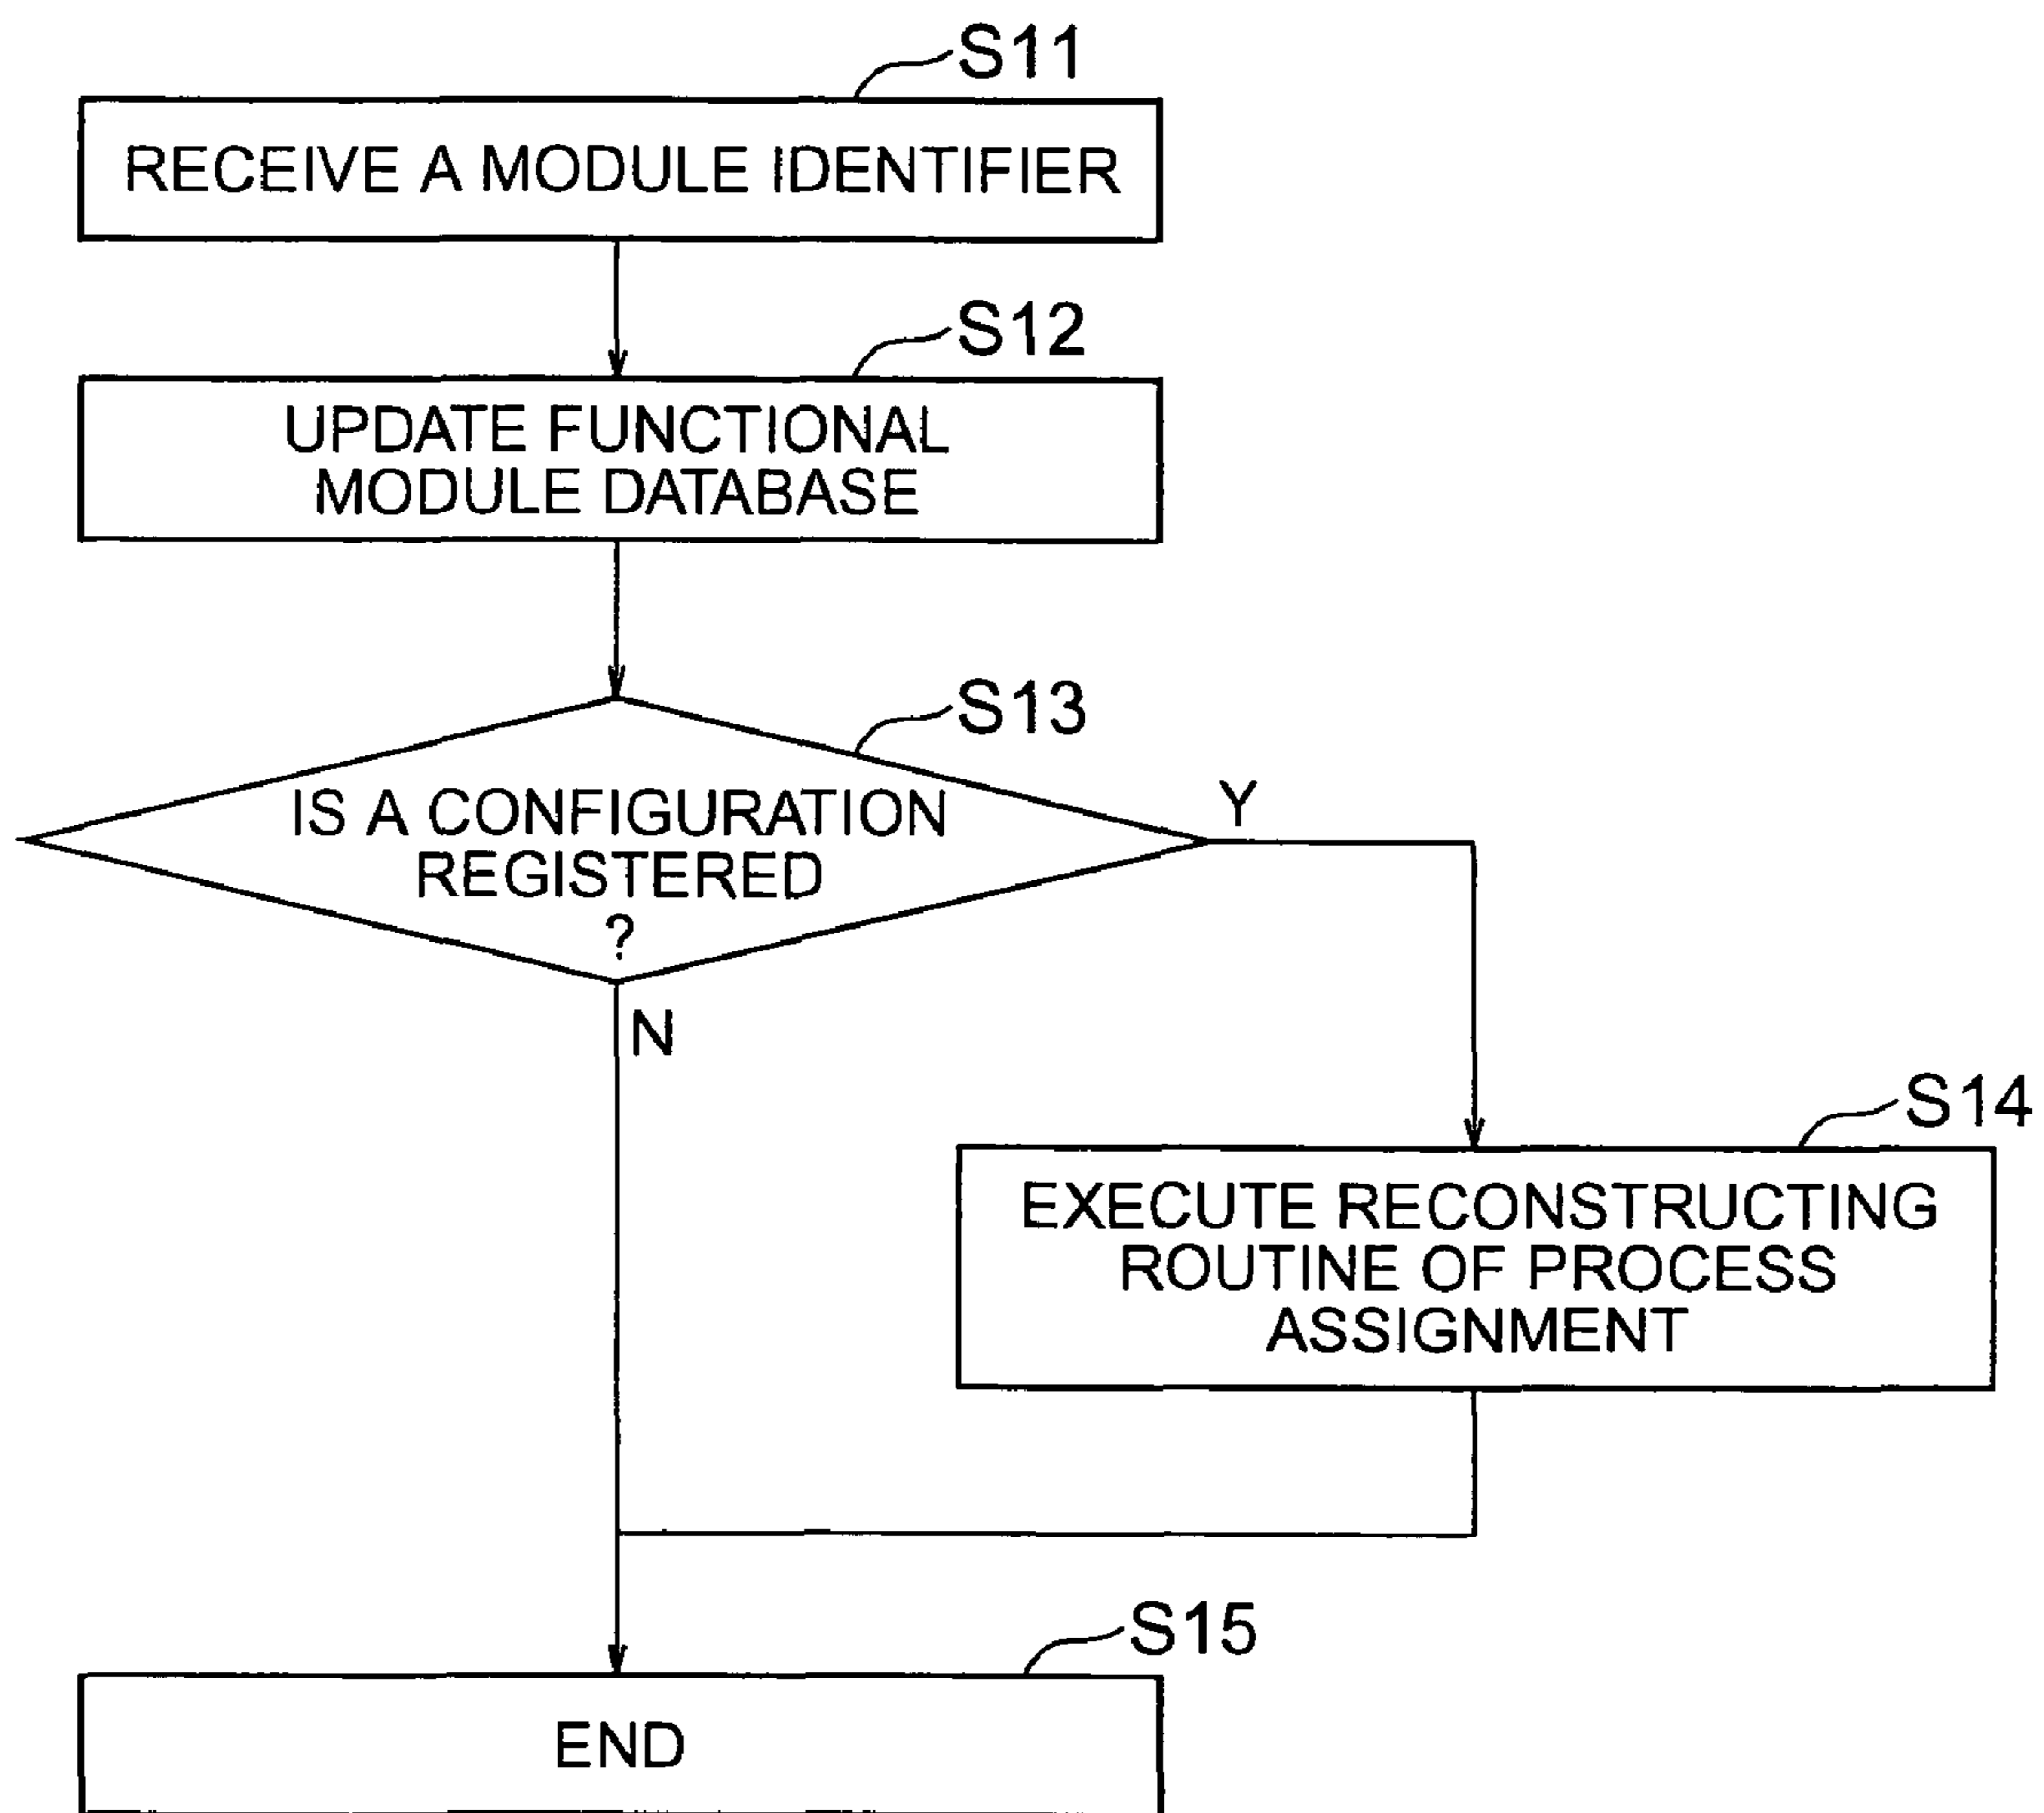 S11
RECEIVE A MODULE IDENTIFIER
S12
UPDATE FUNCTIONAL
MODULE DATABASE
S13
IS A CONFIGURATION
REGISTERED
?
Y
N
S14
EXECUTE RECONSTRUCTING
ROUTINE OF PROCESS
ASSIGNMENT
S15
END